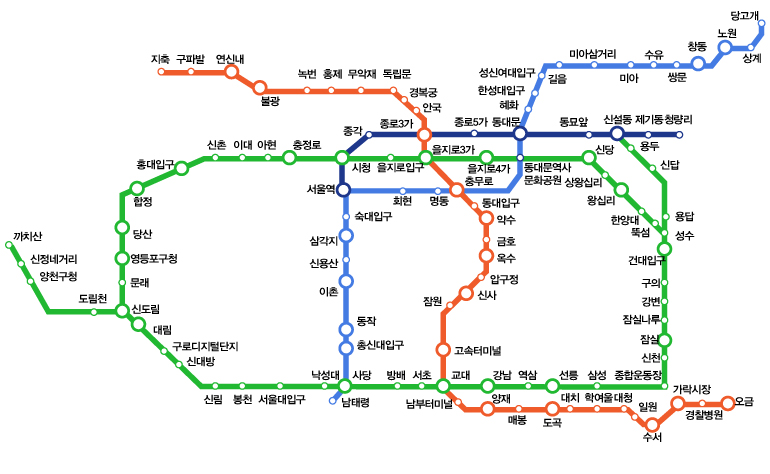 당고개
노원
창동
상계
미아삼거리
수유
지축 구파발 연신내
성신여대입구
길음
미아
쌍문
녹번 홍제 무악재 독립문
불광
경복궁
한성대입구
안국
혜화
종각
종로3가
종로5가 동대문
동묘앞
신설동 제기동 청량리
신촌 이대 아현
충정로
을지로3가
신당
용두
홍대입구
시청 을지로입구
을지로4가
동대문역사
문화공원
신답
충무로
상왕십리
서울역
회현
명동
왕십리
합정
동대입구
숙대입구
약수
한양대
용답
뚝섬
성수
까치산
당산
삼각지
금호
신정네거리
영등포구청
신용산
옥수
건대입구
양천구청
문래
이촌
압구정
구의
도림천
신도림
잠원
신사
강변
대림
동작
잠실나루
구로디지털단지
총신대입구
고속터미널
잠실
신대방
신천
낙성대
사당
방배 서초
교대
강남 역삼
선릉 삼성 종합운동장
신림 봉천 서울대입구
남태령
남부터미널
양재
대치 학여울 대청
가락시장
매봉
도곡
일원
경찰병원
오금
수서